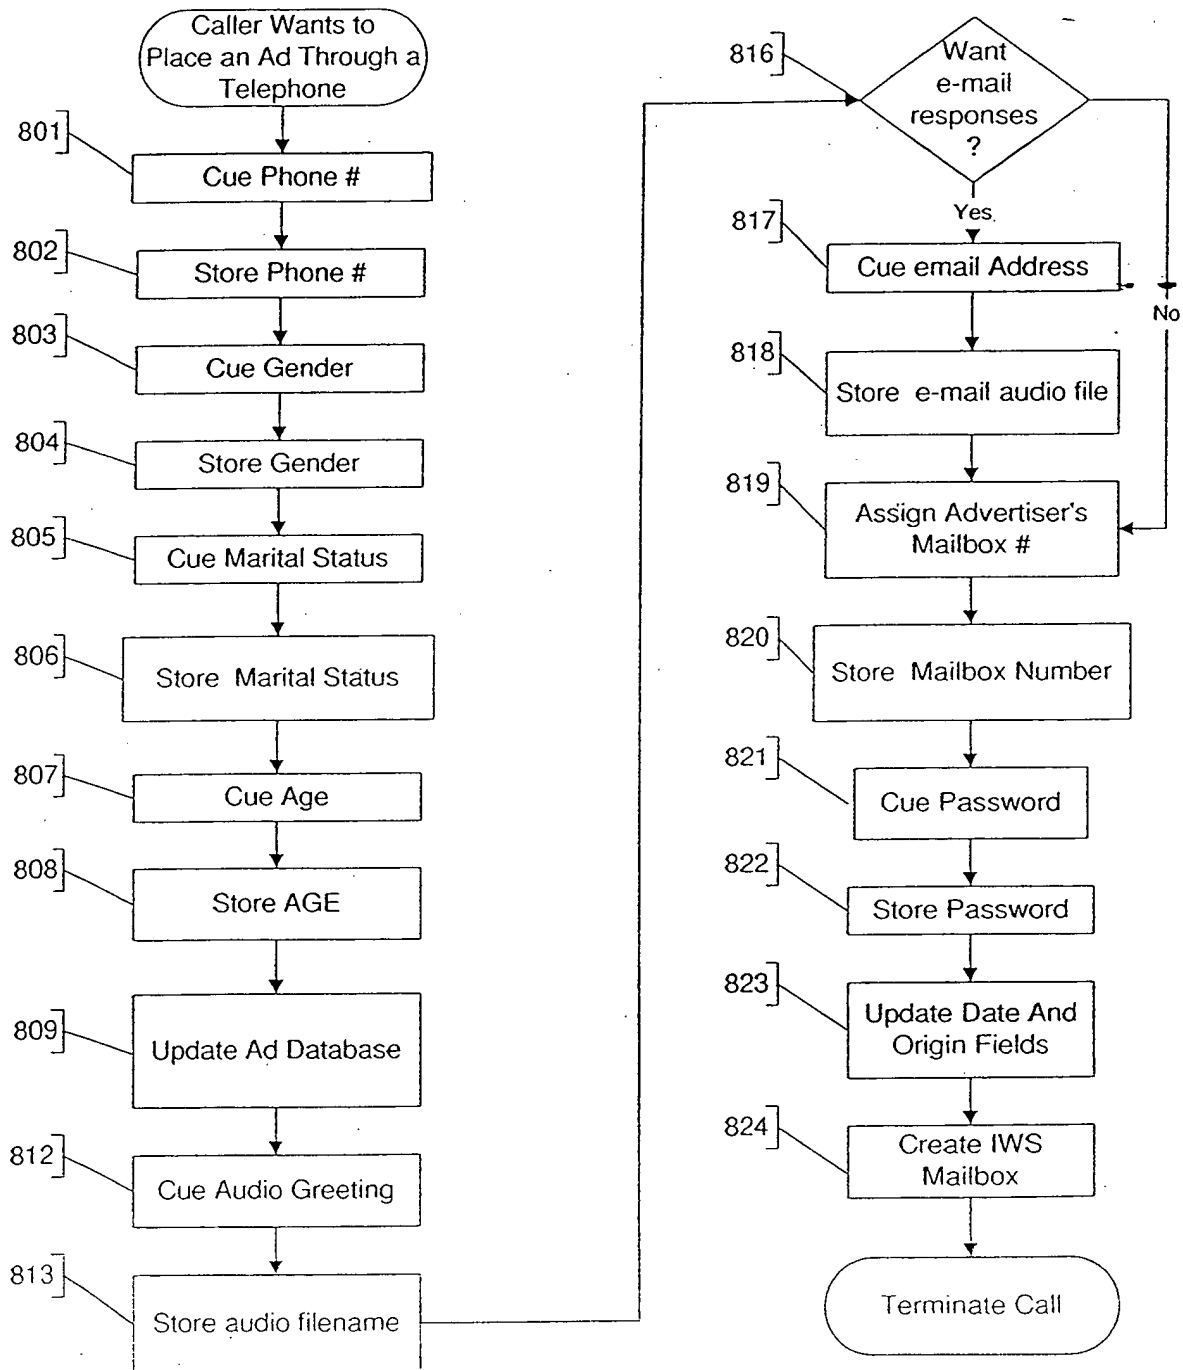 Caller Wants to
Place an Ad Through a
Telephone
801
Cue Phone #
802
Store Phone #
803
Cue Gender
804
Store Gender
805
Cue Marital Status
806
Store Marital Status
807
Cue Age
808
Store AGE
809
Update Ad Database
812
Cue Audio Greeting
813
Store audio filename
816
Want
e-mail
responses
?
Yes
No
817
Cue email Address
818
Store e-mail audio file
819
Assign Advertiser's
Mailbox #
820
Store Mailbox Number
821
Cue Password
822
Store Password
823
Update Date And
Origin Fields
824
Create IWS
Mailbox
Terminate Call